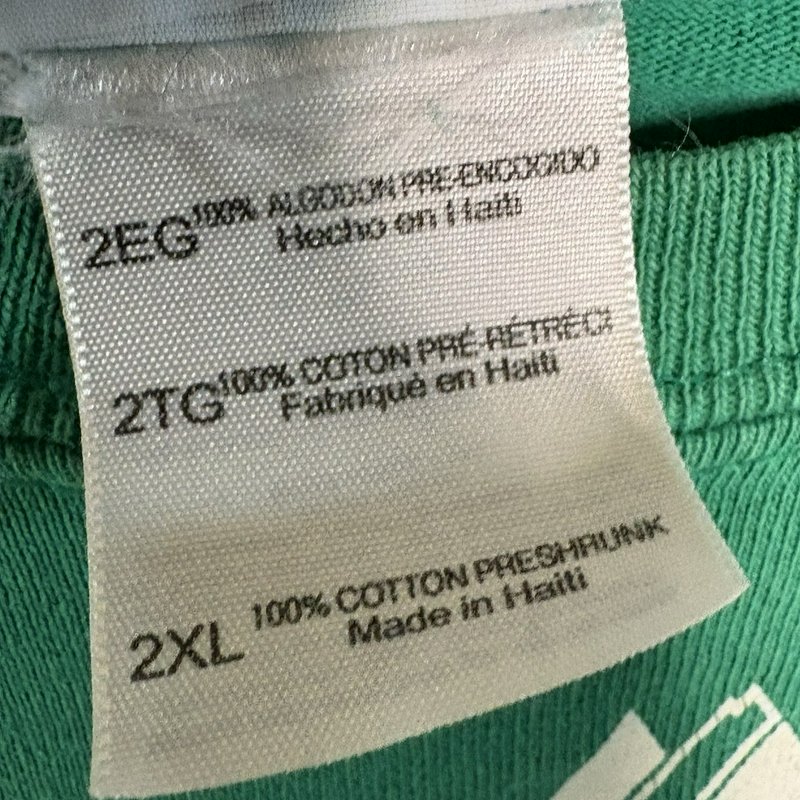 2EG 100% ALGODON PRE-ENCOGIDO
Hecho en Haiti
2TG 100% COTON PRÉ-RÉTRÉCI
Fabriqué en Haiti
2XL 100% COTTON PRESHRUNK
Made in Haiti